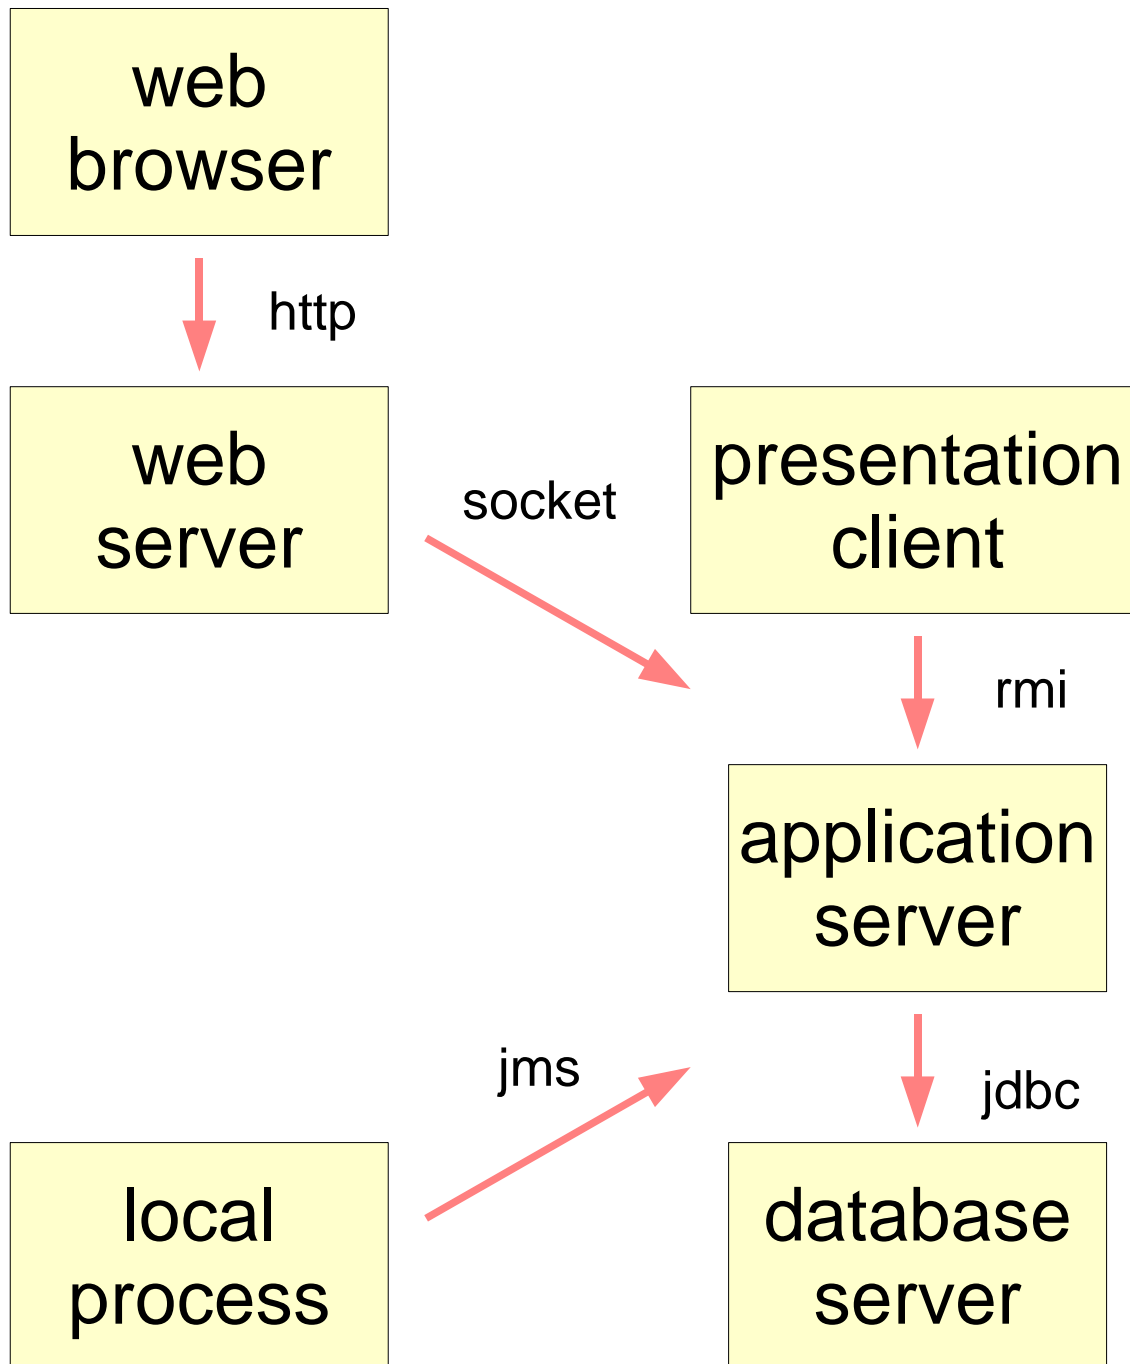 web
browser
http
web
server
socket
presentation
client
rmi
application
server
jms
jdbc
local
process
database
server